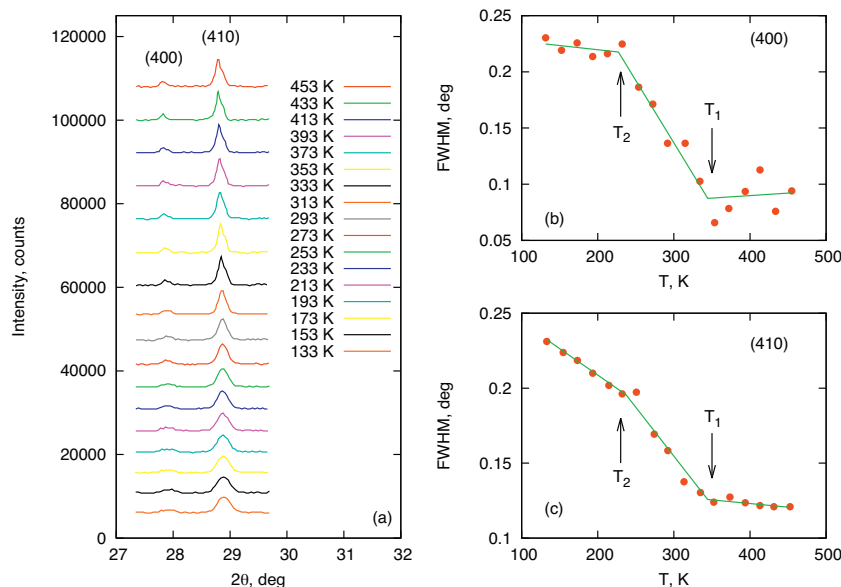 120000
100000
80000
60000
40000
20000
0
Intensity, counts
27
28
29
30
31
32
2θ, deg
(400)
(410)
453 K
433 K
413 K
393 K
373 K
353 K
333 K
313 K
293 K
273 K
253 K
233 K
213 K
193 K
173 K
153 K
133 K
(a)
0.25
0.2
0.15
0.1
0.05
FWHM, deg
(400)
T1
T2
(b)
100
200
300
400
500
T, K
0.25
0.2
0.15
0.1
FWHM, deg
(410)
T1
T2
(c)
100
200
300
400
500
T, K